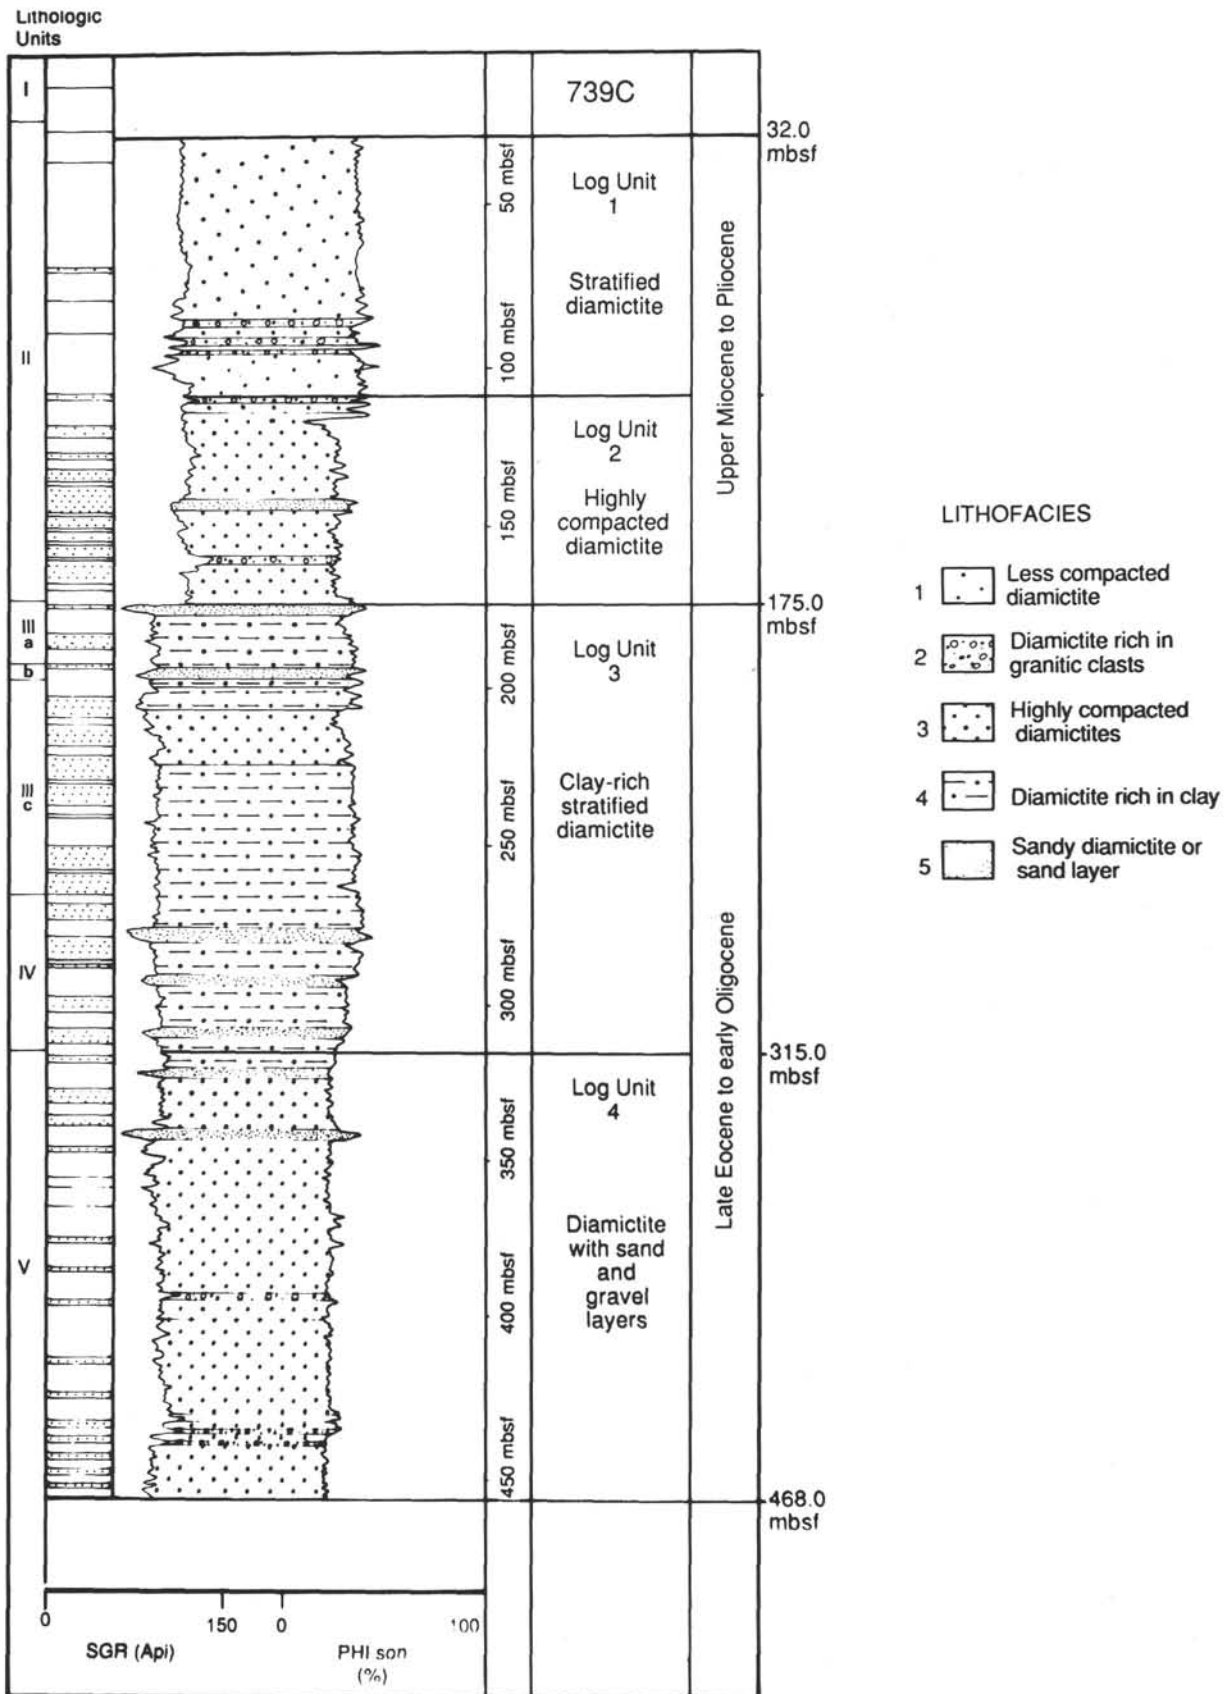 Lithologic
Units
I
II
III
a
b
III
c
IV
V
739C
50 mbsf
100 mbsf
150 mbsf
200 mbsf
250 mbsf
300 mbsf
350 mbsf
400 mbsf
450 mbsf
Log Unit
1
Stratified
diamictite
Log Unit
2
Highly
compacted
diamictite
Log Unit
3
Clay-rich
stratified
diamictite
Log Unit
4
Diamictite
with sand
and
gravel
layers
Upper Miocene to Pliocene
Late Eocene to early Oligocene
32.0
mbsf
175.0
mbsf
315.0
mbsf
468.0
mbsf
0
150
0
100
SGR (Api)
PHI son
(%)
LITHOFACIES
1 Less compacted
diamictite
2 Diamictite rich in
granitic clasts
3 Highly compacted
diamictites
4 Diamictite rich in clay
5 Sandy diamictite or
sand layer